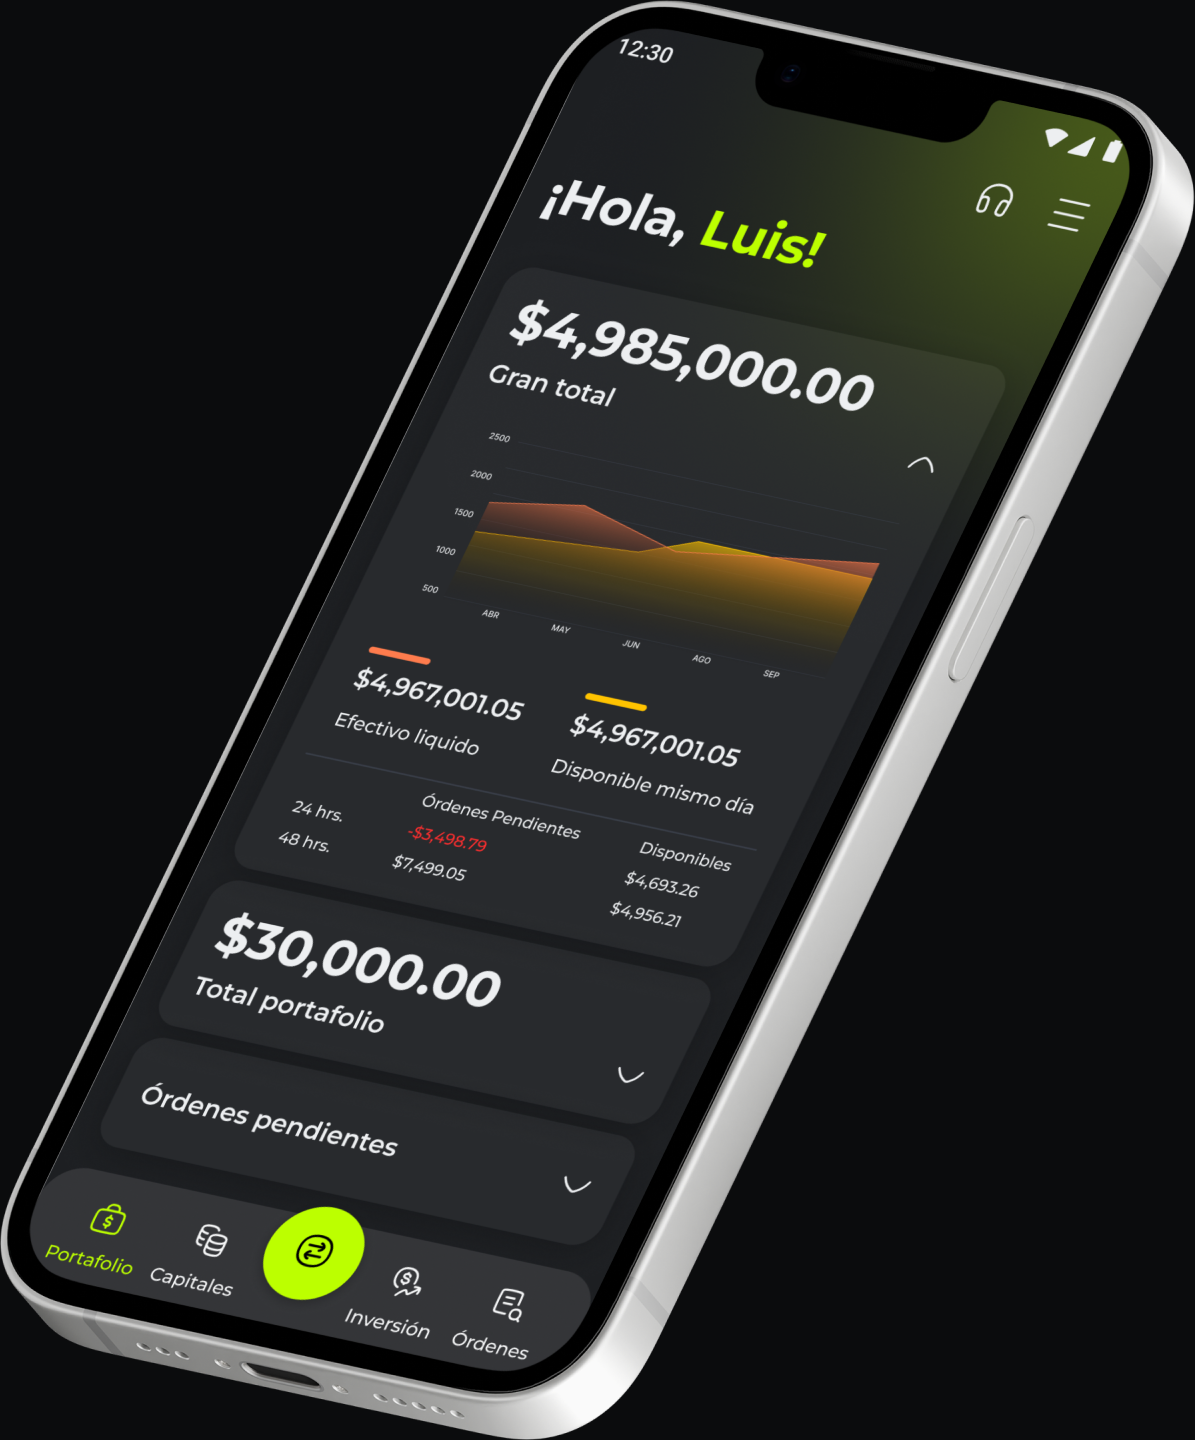 12:30
¡Hola, Luis!
$4,985,000.00
Gran total
2500
2000
1500
1000
500
ABR MAY JUN AGO SEP
$4,967,001.05
Efectivo liquido
$4,967,001.05
Disponible mismo día
Órdenes Pendientes Disponibles
24 hrs. -$3,498.79 $4,693.26
48 hrs. $7,499.05 $4,956.21
$30,000.00
Total portafolio
Órdenes pendientes
Portafolio Capitales Inversión Órdenes